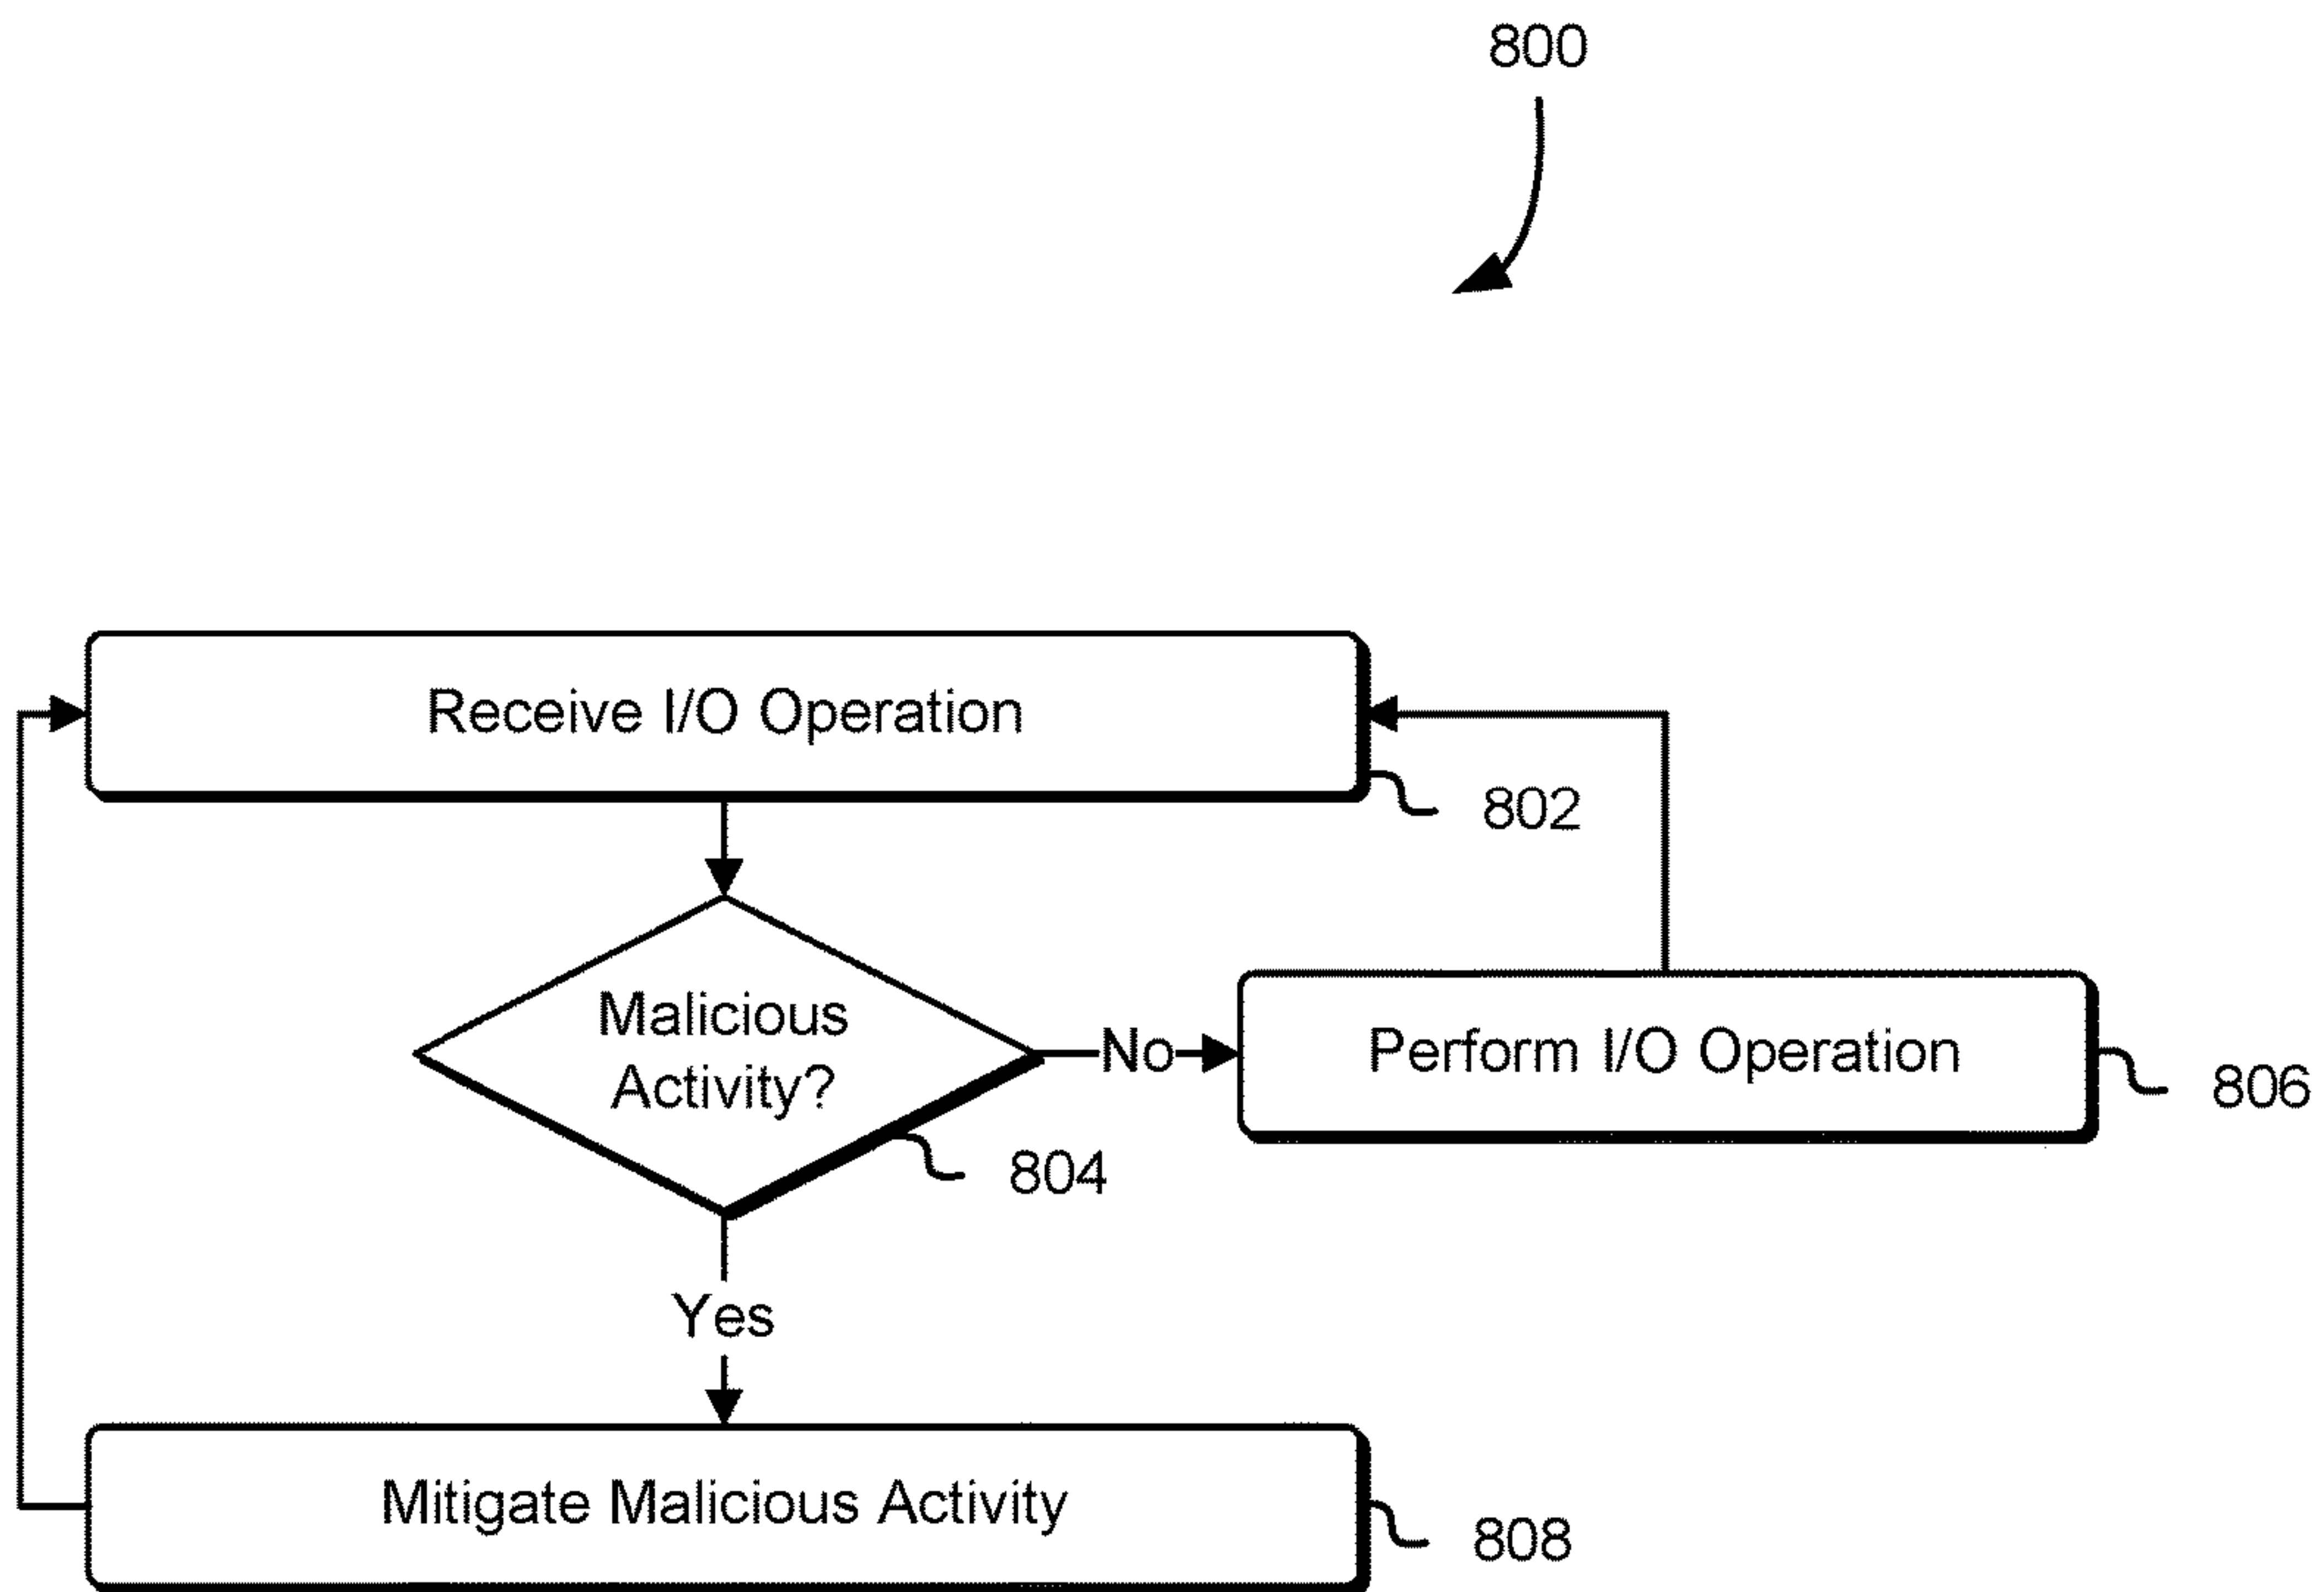 800
Receive I/O Operation
802
Malicious
Activity?
804
No
Perform I/O Operation
806
Yes
Mitigate Malicious Activity
808